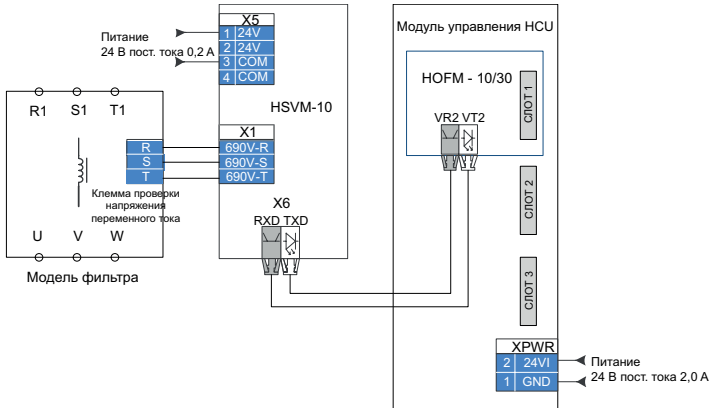 X5
1 24V
2 24V
3 COM
4 COM
Питание
24 В пост. тока 0,2 А
HSVM-10
R1 S1 T1
R
S
T
Клемма проверки
напряжения
переменного тока
U V W
Модель фильтра
X1
690V-R
690V-S
690V-T
X6
RXD TXD
Модуль управления HCU
HOFM - 10/30
VR2 VT2
СЛОТ 1
СЛОТ 2
СЛОТ 3
XPWR
2 24VI
1 GND
Питание
24 В пост. тока 2,0 А